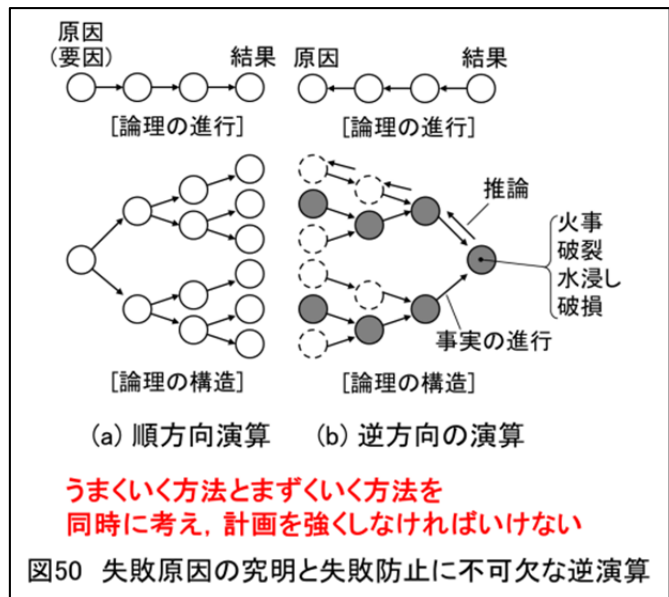 原因
(要因)
結果
[論理の進行]
[論理の構造]
(a) 順方向演算
原因
結果
[論理の進行]
推論
火事
破裂
水浸し
破損
事実の進行
[論理の構造]
(b) 逆方向の演算
うまくいく方法とまずくいく方法を
同時に考え，計画を強くしなければいけない
図50 失敗原因の究明と失敗防止に不可欠な逆演算